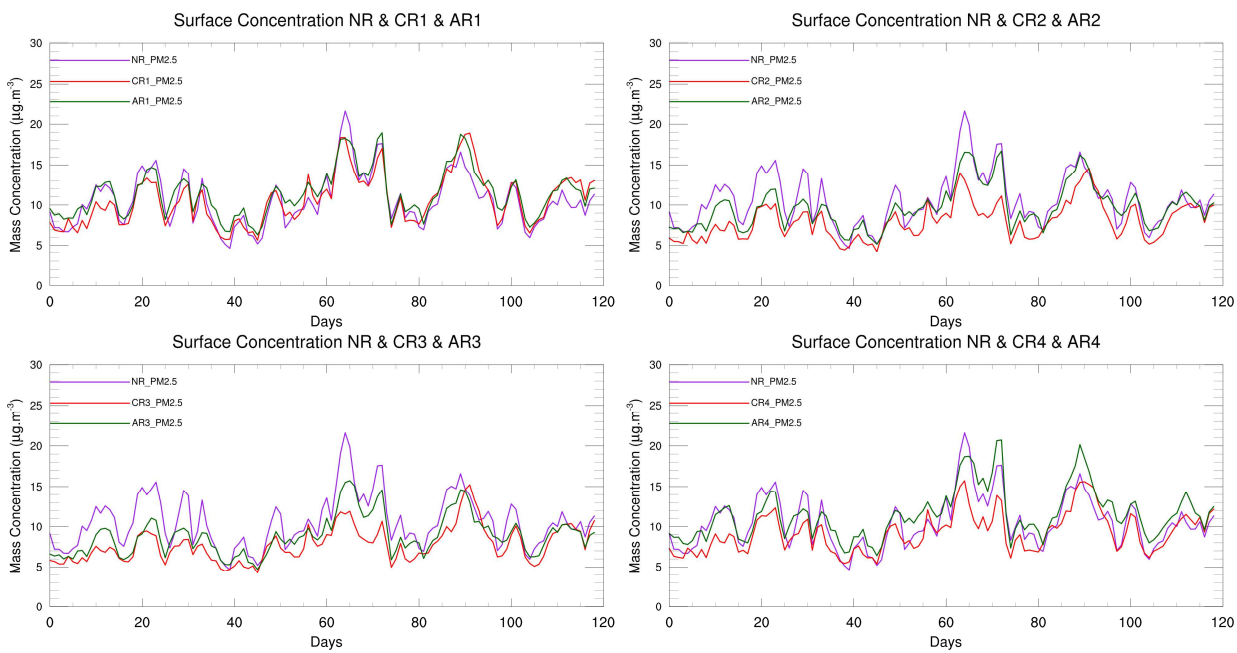 Surface Concentration NR & CR1 & AR1
Mass Concentration (µg.m⁻³)
30
25
20
15
10
5
0
NR_PM2.5
CR1_PM2.5
AR1_PM2.5
0 20 40 60 80 100 120
Days
Surface Concentration NR & CR2 & AR2
Mass Concentration (µg.m⁻³)
30
25
20
15
10
5
0
NR_PM2.5
CR2_PM2.5
AR2_PM2.5
0 20 40 60 80 100 120
Days
Surface Concentration NR & CR3 & AR3
Mass Concentration (µg.m⁻³)
30
25
20
15
10
5
0
NR_PM2.5
CR3_PM2.5
AR3_PM2.5
0 20 40 60 80 100 120
Days
Surface Concentration NR & CR4 & AR4
Mass Concentration (µg.m⁻³)
30
25
20
15
10
5
0
NR_PM2.5
CR4_PM2.5
AR4_PM2.5
0 20 40 60 80 100 120
Days